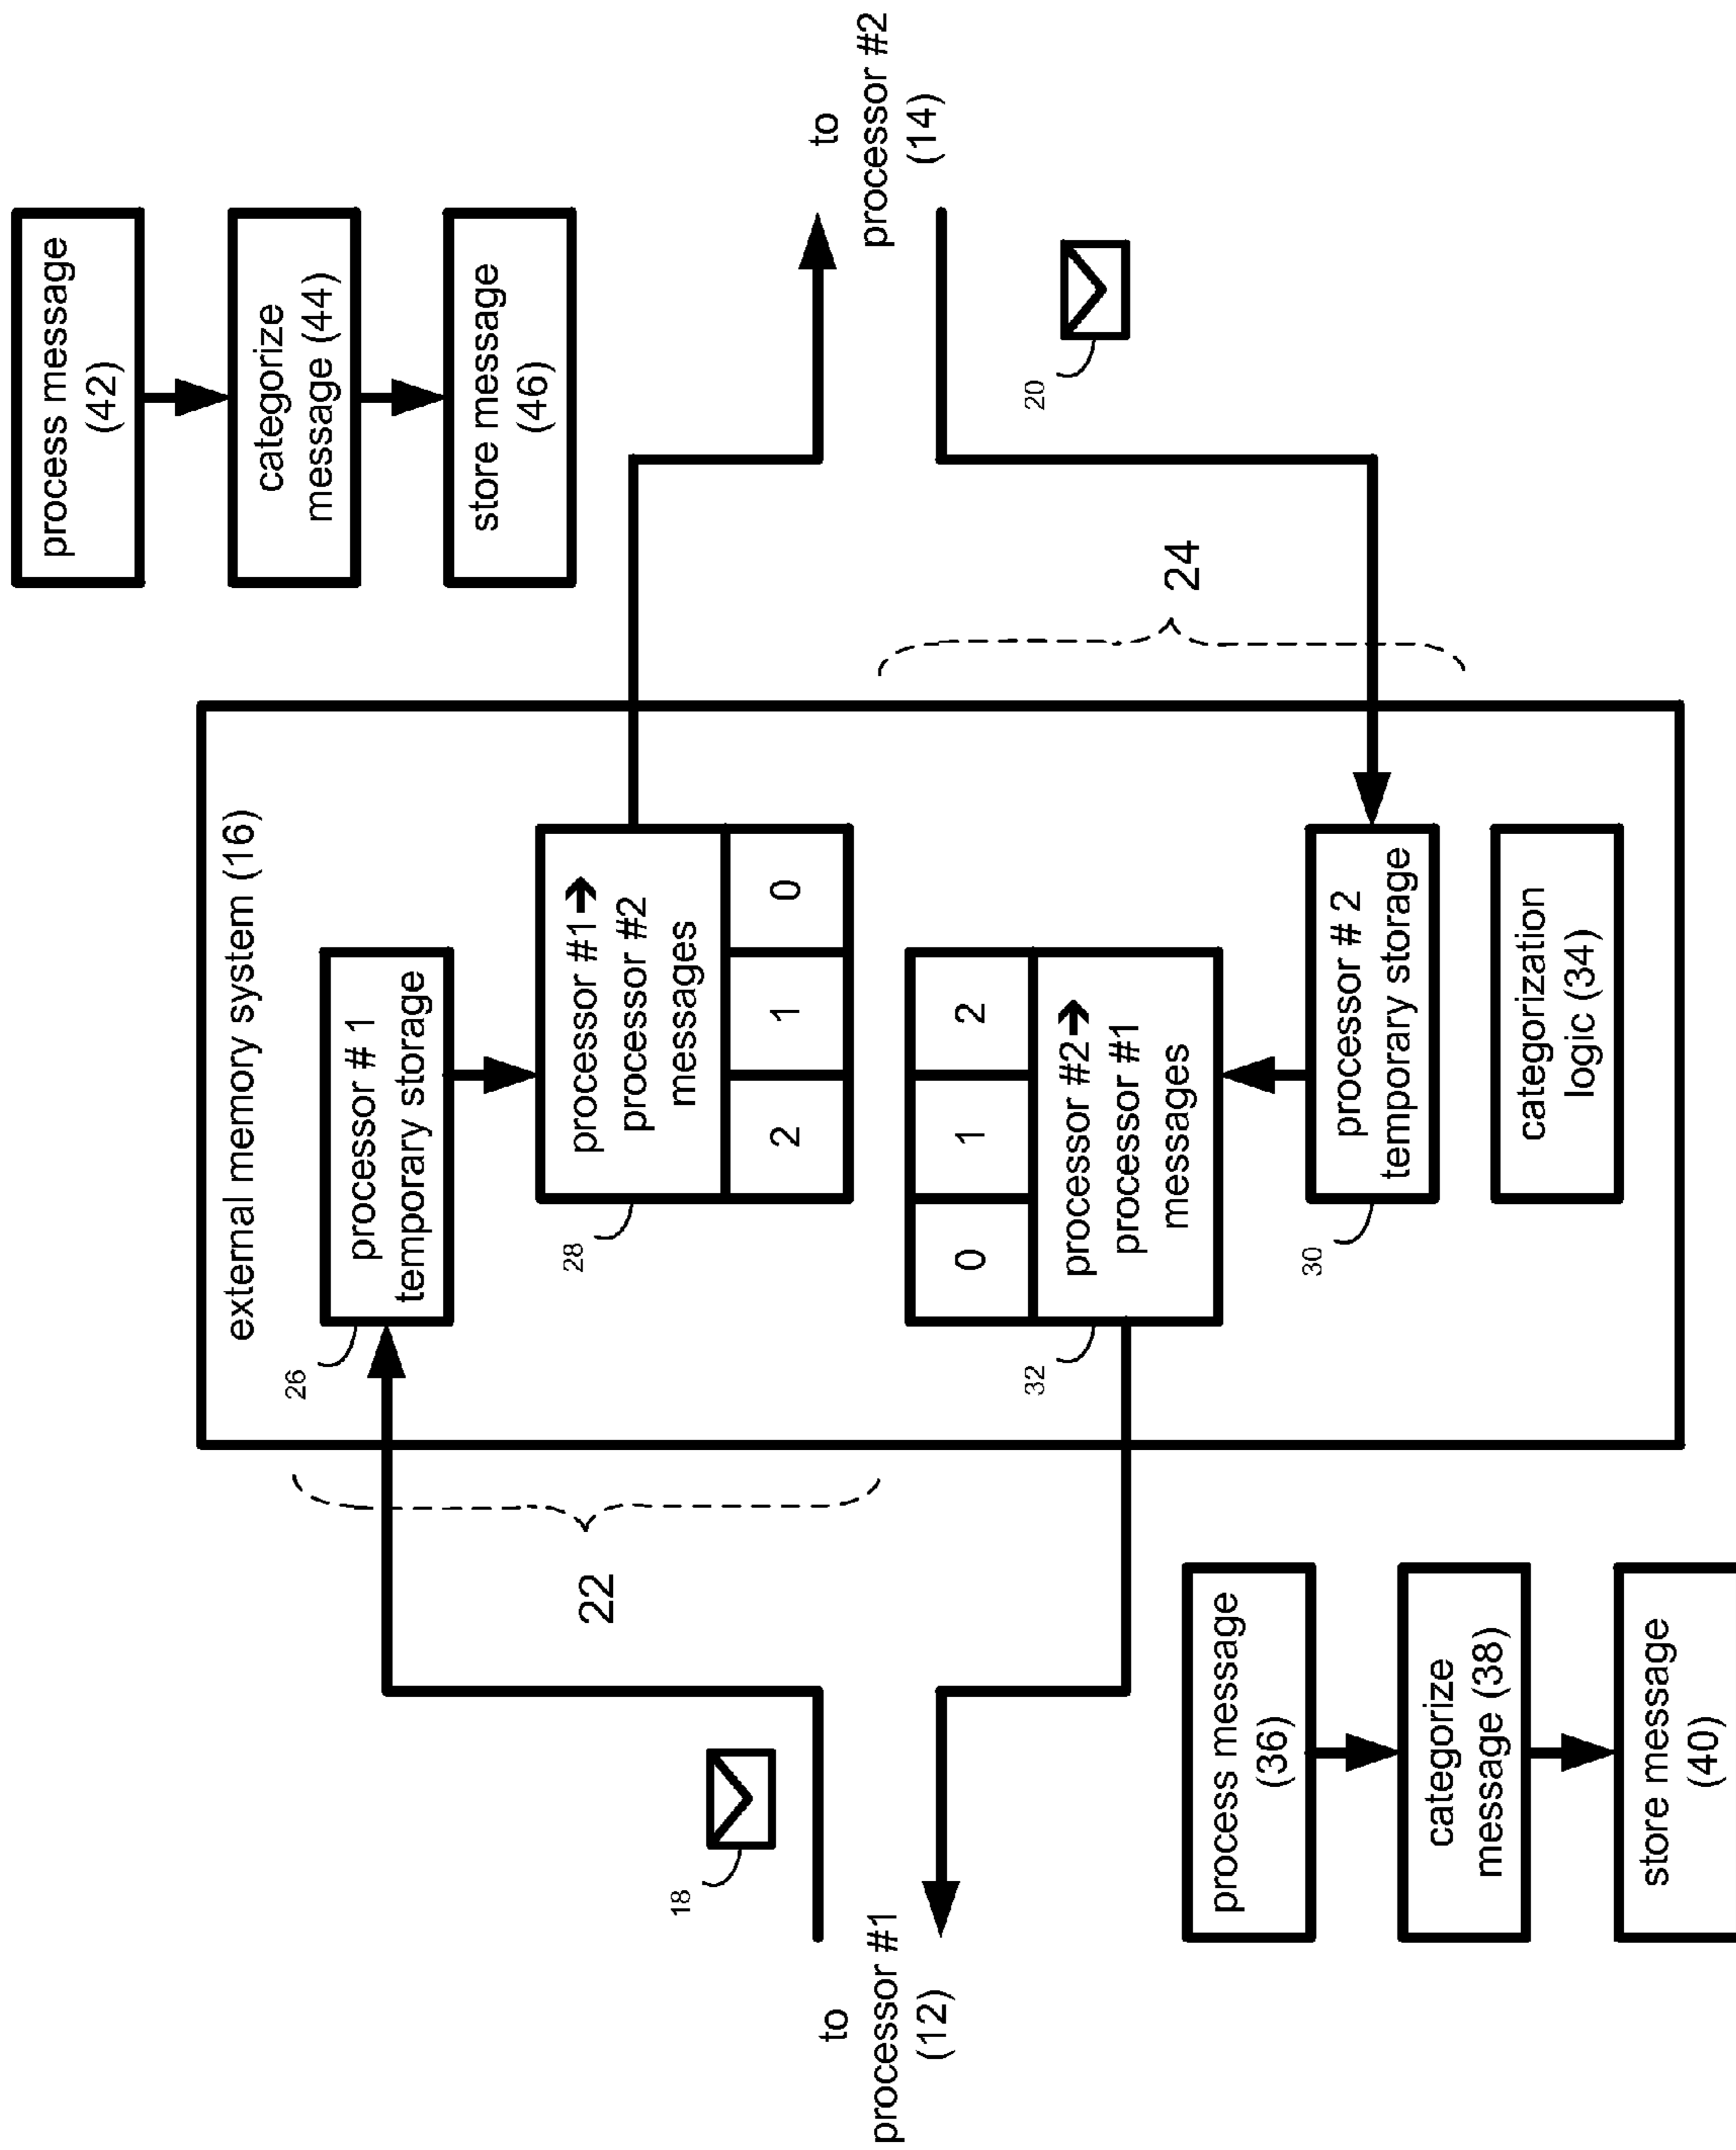 process message
(42)
categorize
message (44)
store message
(46)
external memory system (16)
26
processor # 1
temporary storage
28
processor #1➔
processor #2
messages
2 1 0
22
18
to
processor #1
(12)
to
processor #2
(14)
20
24
0 1 2
32
processor #2➔
processor #1
messages
30
processor # 2
temporary storage
categorization
logic (34)
process message
(36)
categorize
message (38)
store message
(40)